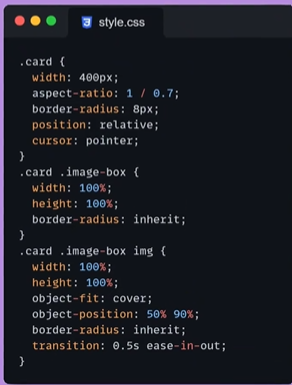 style.css
.card {
  width: 400px;
  aspect-ratio: 1 / 0.7;
  border-radius: 8px;
  position: relative;
  cursor: pointer;
}
.card .image-box {
  width: 100%;
  height: 100%;
  border-radius: inherit;
}
.card .image-box img {
  width: 100%;
  height: 100%;
  object-fit: cover;
  object-position: 50% 90%;
  border-radius: inherit;
  transition: 0.5s ease-in-out;
}